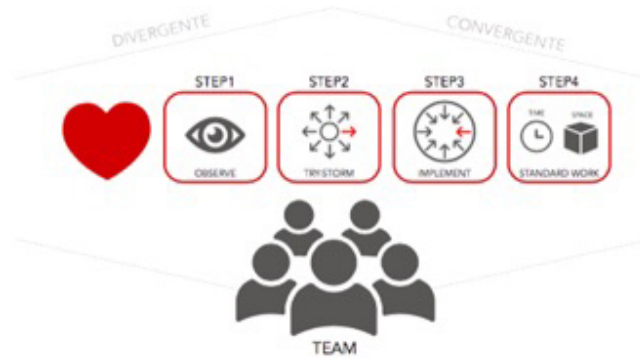 DIVERGENTE
CONVERGENTE
STEP1
STEP2
STEP3
STEP4
TIME
SPACE
OBSERVE
TRYSTORM
IMPLEMENT
STANDARD WORK
TEAM